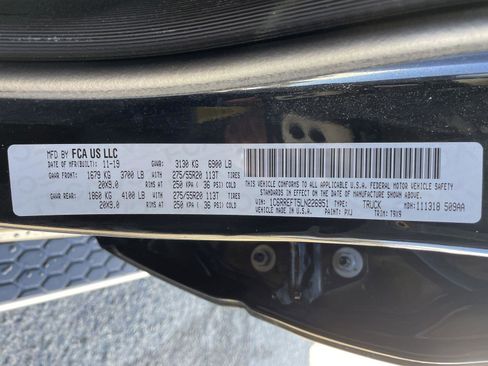 MFD BY FCA US LLC
DATE OF MFR(BUILT): 11-19 GVWR: 3130 KG 6900 LB
GAWR FRONT: 1679 KG 3700 LB WITH 275/55R20 113T TIRES
20X9.0 RIMS AT 250 KPA ( 36 PSI) COLD
GAWR REAR: 1860 KG 4100 LB WITH 275/55R20 113T TIRES
20X9.0 RIMS AT 250 KPA ( 36 PSI) COLD
THIS VEHICLE CONFORMS TO ALL APPLICABLE U.S.A. FEDERAL MOTOR VEHICLE SAFETY
STANDARDS IN EFFECT ON THE DATE OF MANUFACTURE SHOWN ABOVE.
VIN: 1C6RREFT5LN226951 TYPE: TRUCK MDH: 111318 509AA
MADE IN U.S.A. PAINT: PXJ TRIM: T9X9